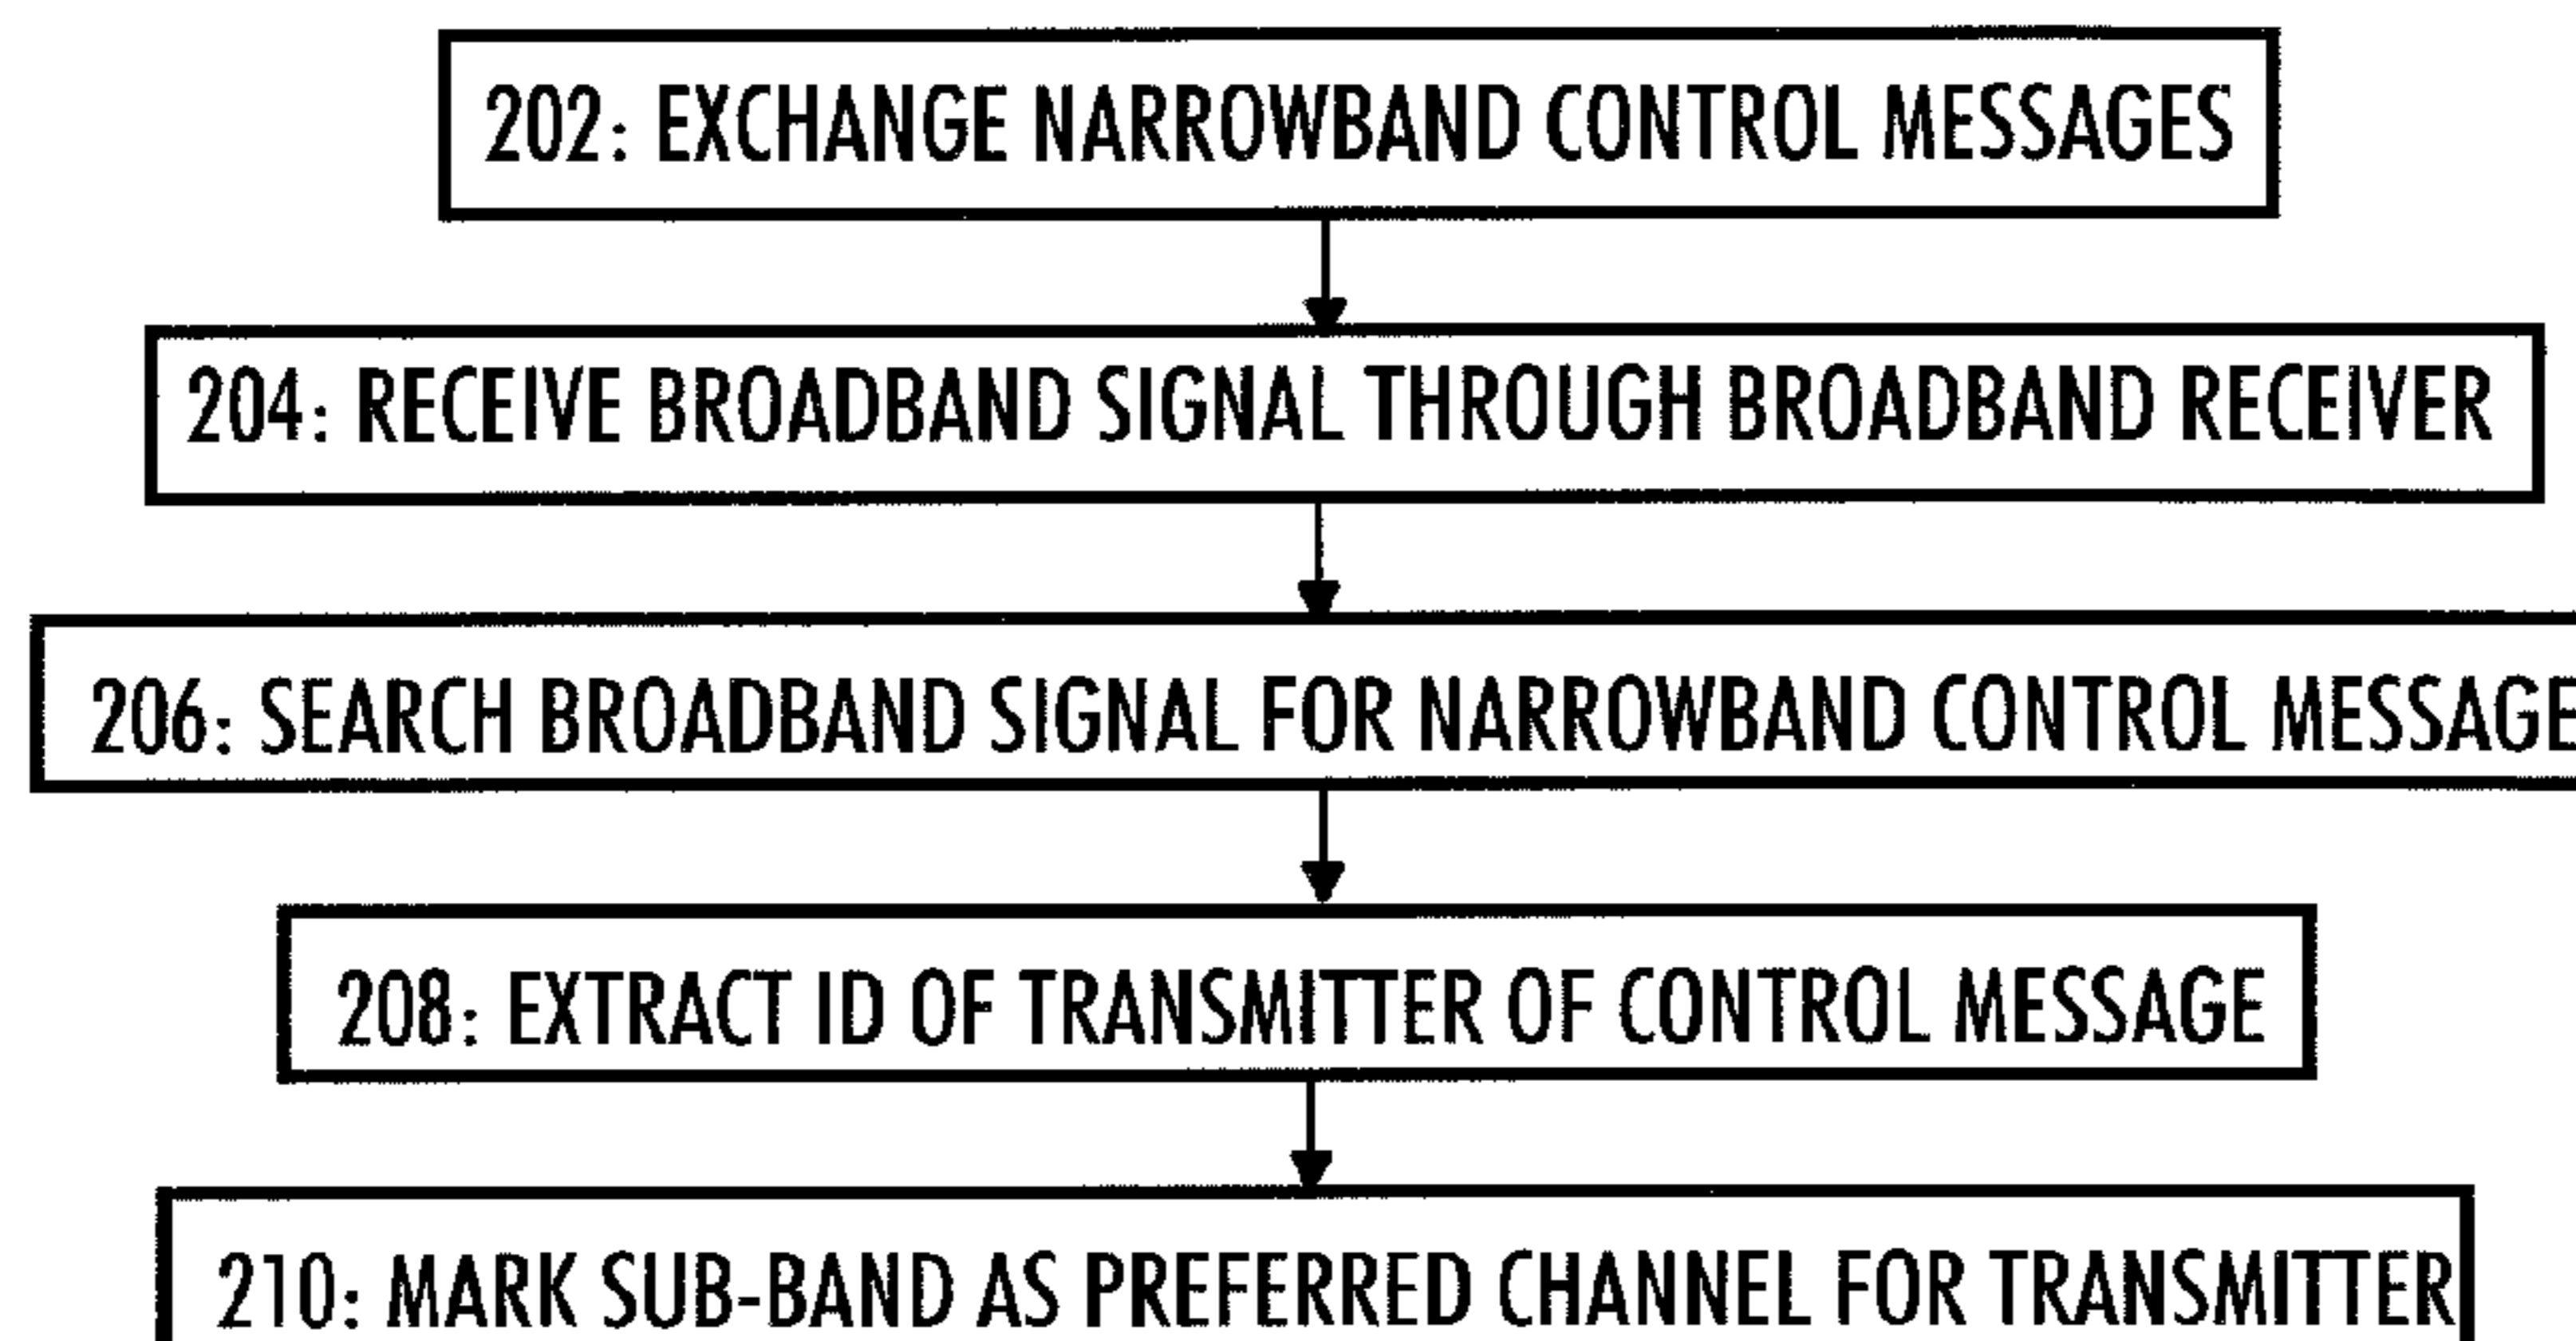 202: EXCHANGE NARROWBAND CONTROL MESSAGES
204: RECEIVE BROADBAND SIGNAL THROUGH BROADBAND RECEIVER
206: SEARCH BROADBAND SIGNAL FOR NARROWBAND CONTROL MESSAGE
208: EXTRACT ID OF TRANSMITTER OF CONTROL MESSAGE
210: MARK SUB-BAND AS PREFERRED CHANNEL FOR TRANSMITTER